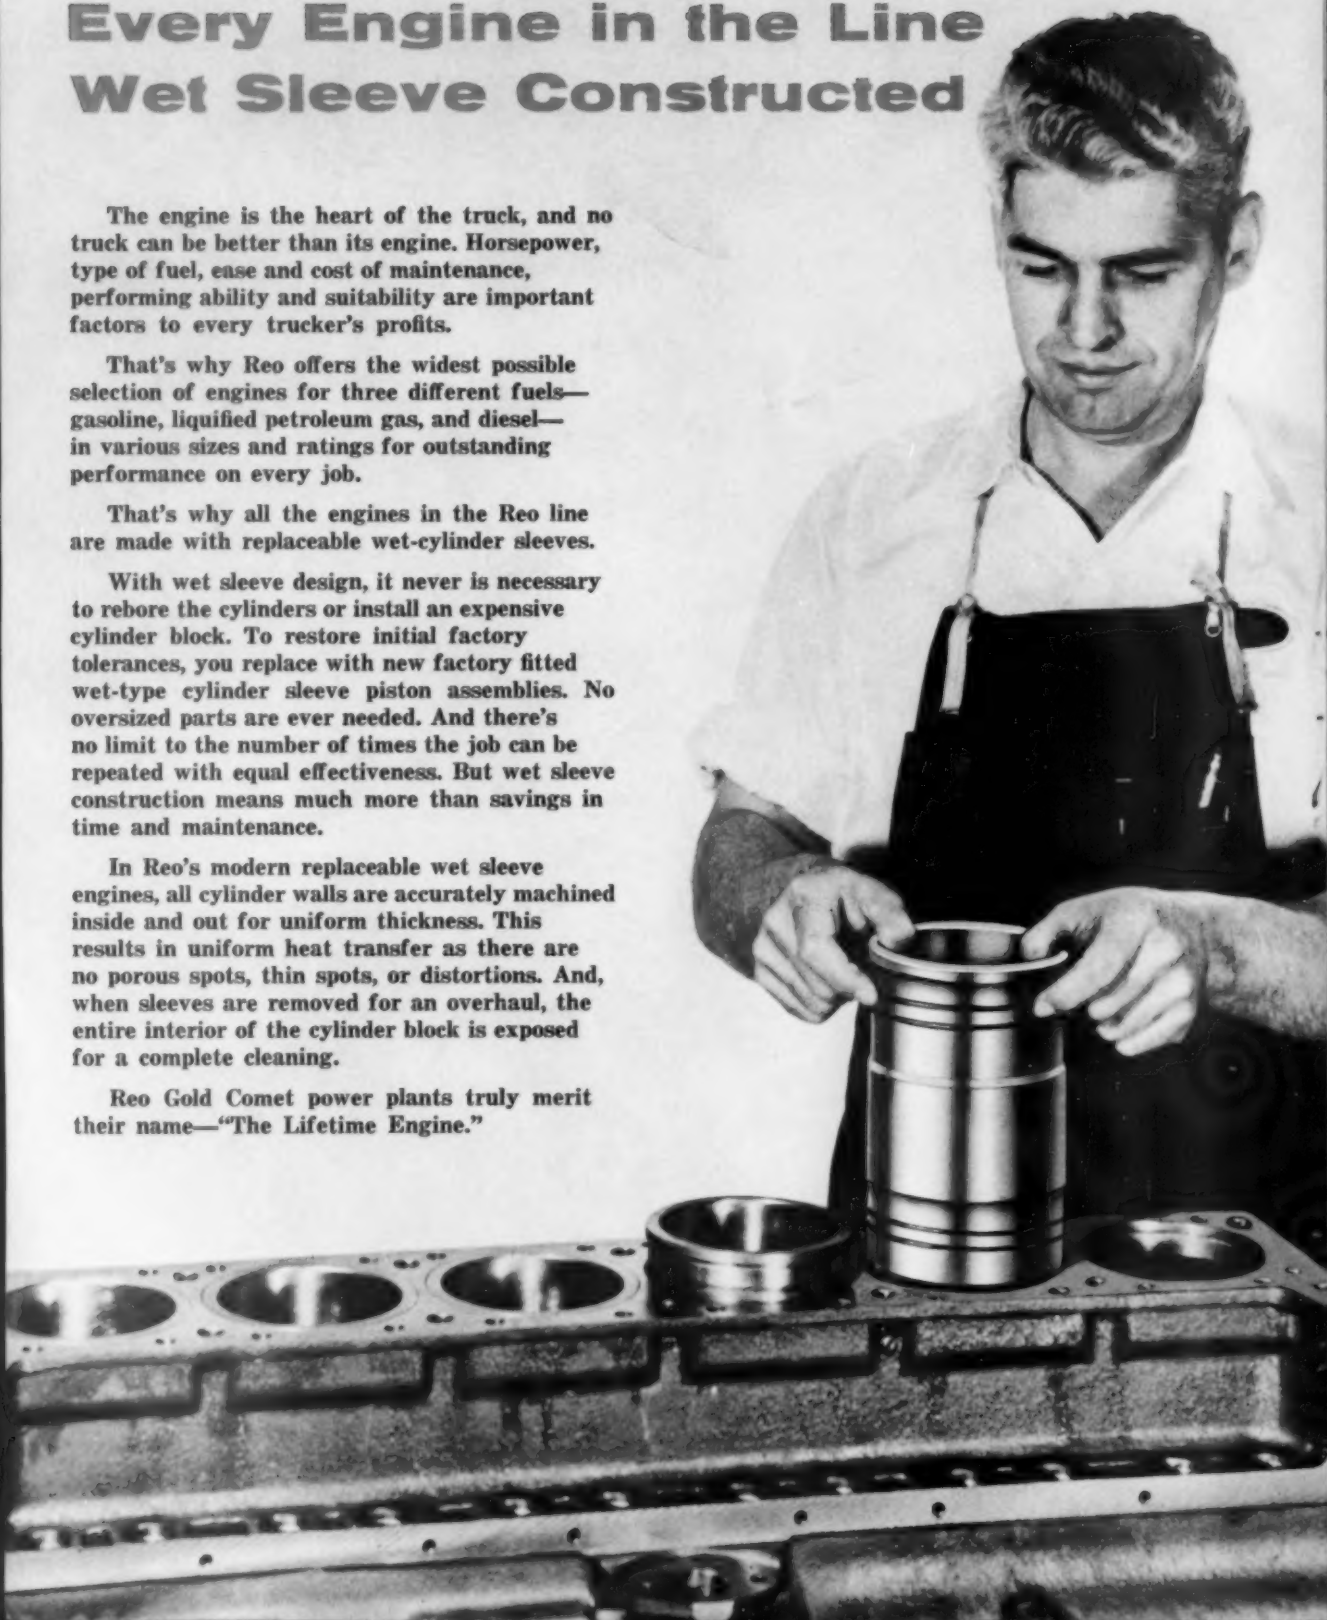 Every Engine in the Line
Wet Sleeve Constructed
The engine is the heart of the truck, and no
truck can be better than its engine. Horsepower,
type of fuel, ease and cost of maintenance,
performing ability and suitability are important
factors to every trucker's profits.
That's why Reo offers the widest possible
selection of engines for three different fuels—
gasoline, liquified petroleum gas, and diesel—
in various sizes and ratings for outstanding
performance on every job.
That's why all the engines in the Reo line
are made with replaceable wet-cylinder sleeves.
With wet sleeve design, it never is necessary
to rebore the cylinders or install an expensive
cylinder block. To restore initial factory
tolerances, you replace with new factory fitted
wet-type cylinder sleeve piston assemblies. No
oversized parts are ever needed. And there's
no limit to the number of times the job can be
repeated with equal effectiveness. But wet sleeve
construction means much more than savings in
time and maintenance.
In Reo's modern replaceable wet sleeve
engines, all cylinder walls are accurately machined
inside and out for uniform thickness. This
results in uniform heat transfer as there are
no porous spots, thin spots, or distortions. And,
when sleeves are removed for an overhaul, the
entire interior of the cylinder block is exposed
for a complete cleaning.
Reo Gold Comet power plants truly merit
their name—“The Lifetime Engine.”